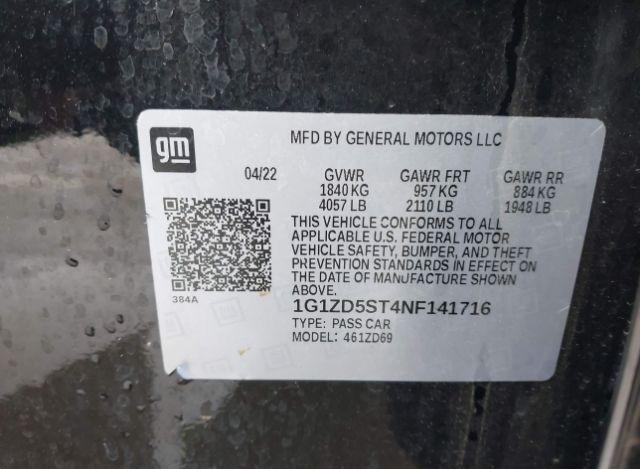 gm
MFD BY GENERAL MOTORS LLC
04/22 GVWR GAWR FRT GAWR RR
1840 KG 957 KG 884 KG
4057 LB 2110 LB 1948 LB
THIS VEHICLE CONFORMS TO ALL
APPLICABLE U.S. FEDERAL MOTOR
VEHICLE SAFETY, BUMPER, AND THEFT
PREVENTION STANDARDS IN EFFECT ON
THE DATE OF MANUFACTURE SHOWN
ABOVE.
384A
1G1ZD5ST4NF141716
TYPE: PASS CAR
MODEL: 461ZD69